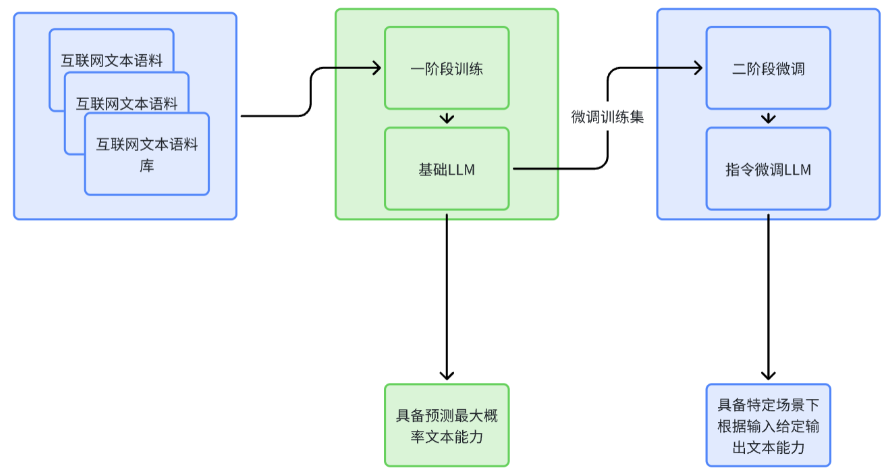 互联网文本语料
互联网文本语料
互联网文本语料
库
一阶段训练
基础LLM
微调训练集
二阶段微调
指令微调LLM
具备预测最大概
率文本能力
具备特定场景下
根据输入给定输
出文本能力